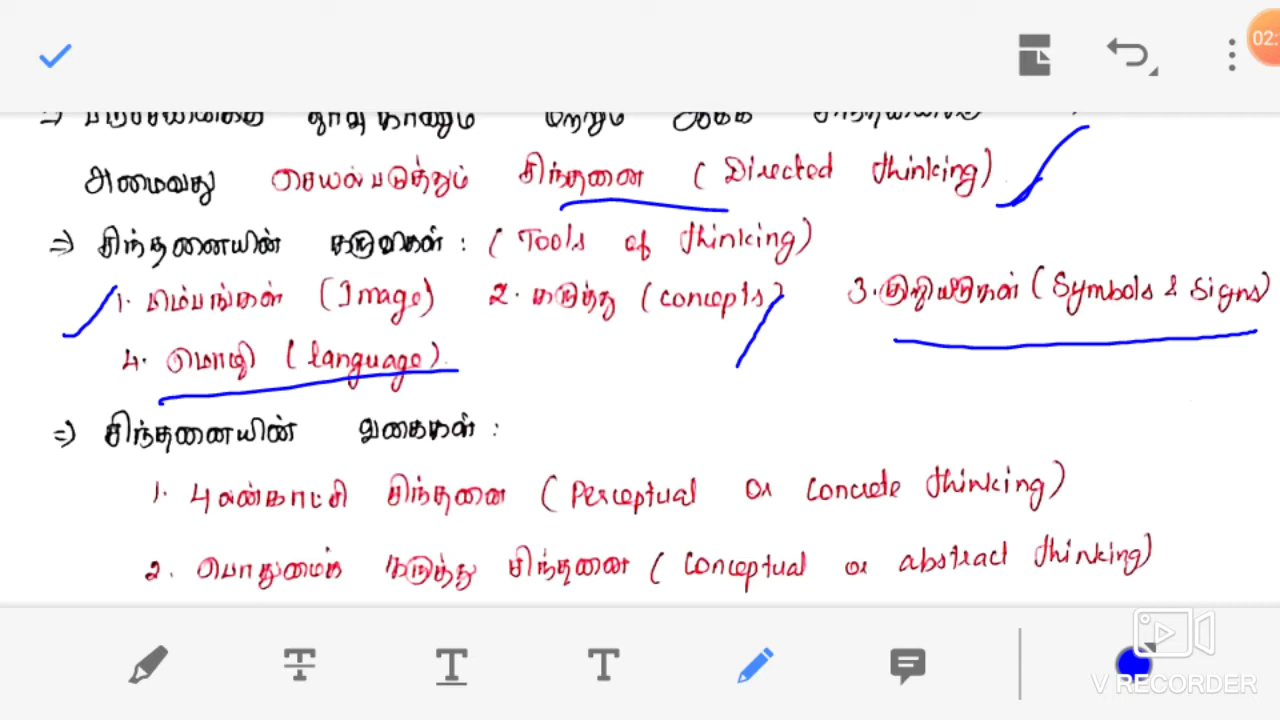 02:
மற்றும்
அமைவது செயல்படுத்தும் சிந்தனை (Directed thinking)
=> சிந்தனையின் கருவிகள் : (Tools of thinking)
1. பிம்பங்கள் (Image) 2. கருத்து (concepts) 3. குறியீடுகள் (Symbols & Signs)
4. மொழி (language).
=> சிந்தனையின் வகைகள் :
1. புலன்காட்சி சிந்தனை (Perceptual or concrete thinking)
2. பொதுமைக் கருத்து சிந்தனை (conceptual or abstract thinking)
V RECORDER